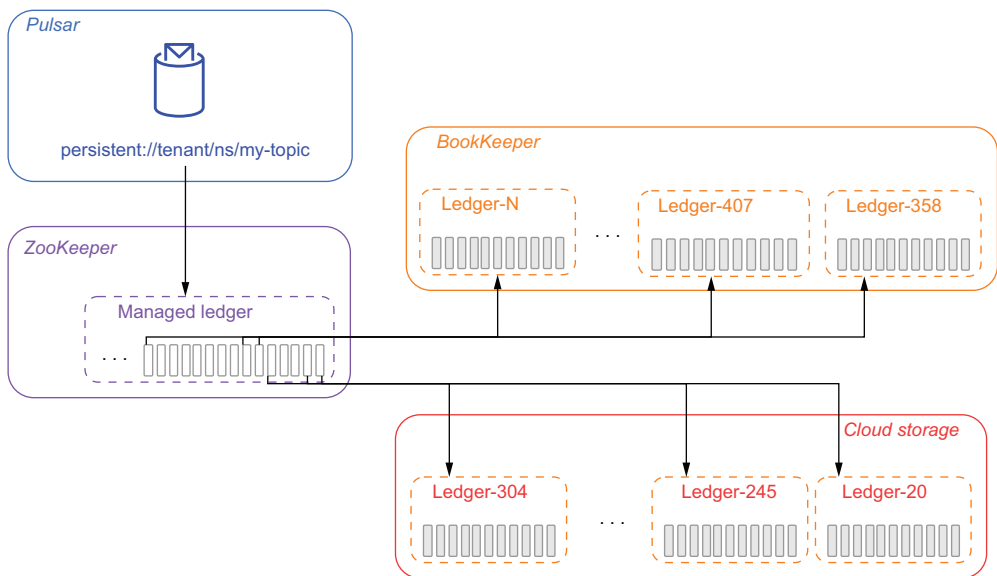 Pulsar
persistent://tenant/ns/my-topic
BookKeeper
Ledger-N
. . .
Ledger-407
Ledger-358
ZooKeeper
Managed ledger
. . .
Cloud storage
Ledger-304
. . .
Ledger-245
Ledger-20